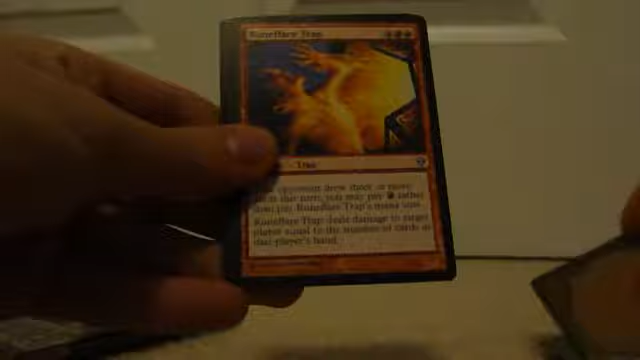 Runeflare Trap
Trap
opponent drew three or more
this turn, you may pay rather
than pay Runeflare Trap's mana cost.
Runeflare Trap deals damage to target
player equal to the number of cards in
that player's hand.